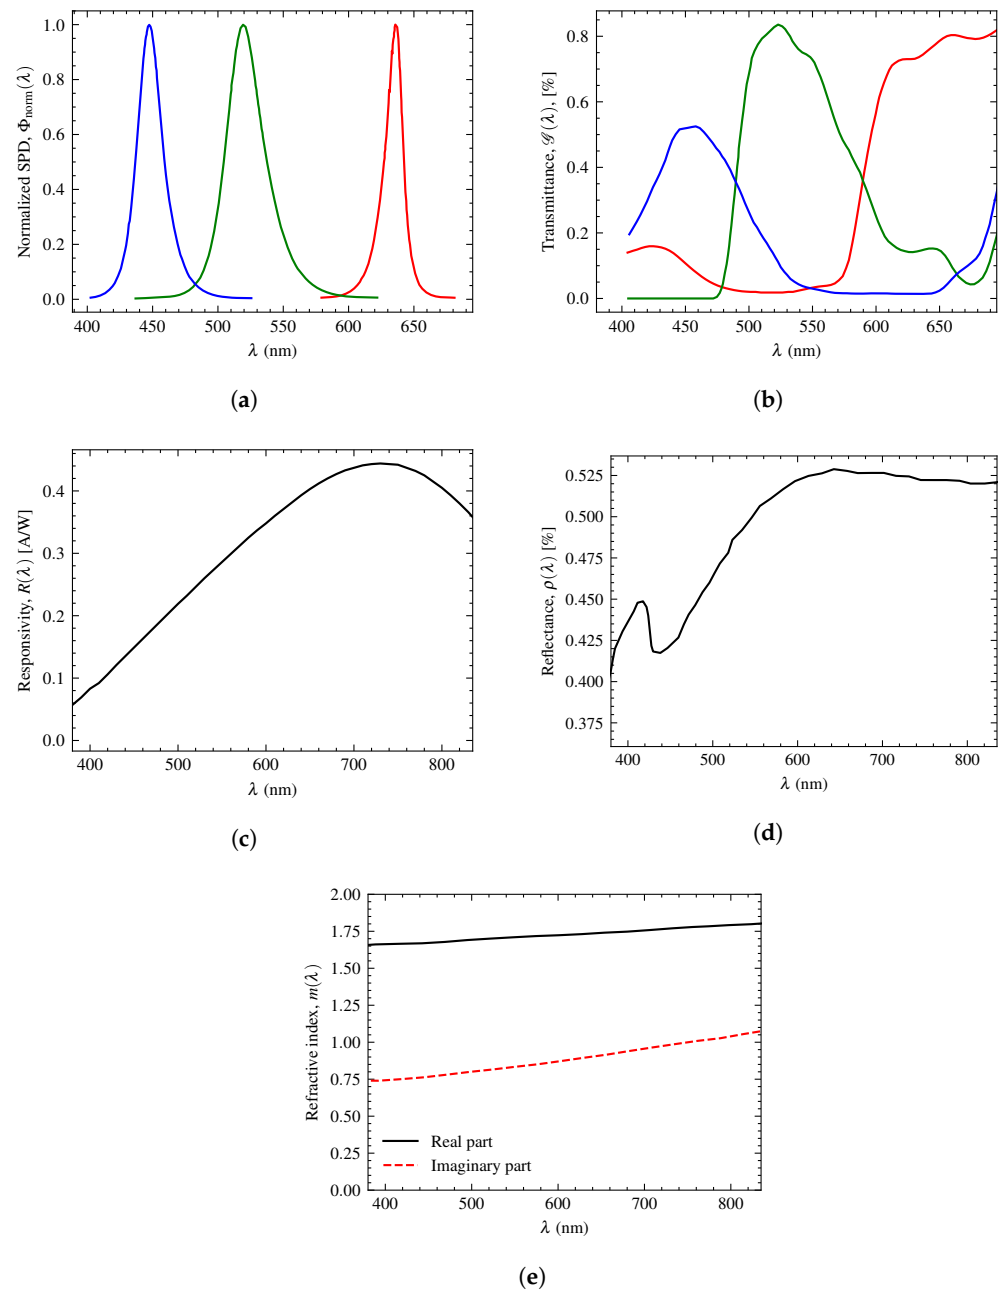 1.0
0.8
0.6
0.4
0.2
0.0
Normalized SPD, Φnorm(λ)
400 450 500 550 600 650
λ (nm)
(a)
0.8
0.6
0.4
0.2
0.0
Transmittance, 𝒢(λ), [%]
400 450 500 550 600 650
λ (nm)
(b)
0.4
0.3
0.2
0.1
0.0
Responsivity, R(λ) [A/W]
400 500 600 700 800
λ (nm)
(c)
0.525
0.500
0.475
0.450
0.425
0.400
0.375
Reflectance, ρ(λ) [%]
400 500 600 700 800
λ (nm)
(d)
2.00
1.75
1.50
1.25
1.00
0.75
0.50
0.25
0.00
Refractive index, m(λ)
Real part
Imaginary part
400 500 600 700 800
λ (nm)
(e)